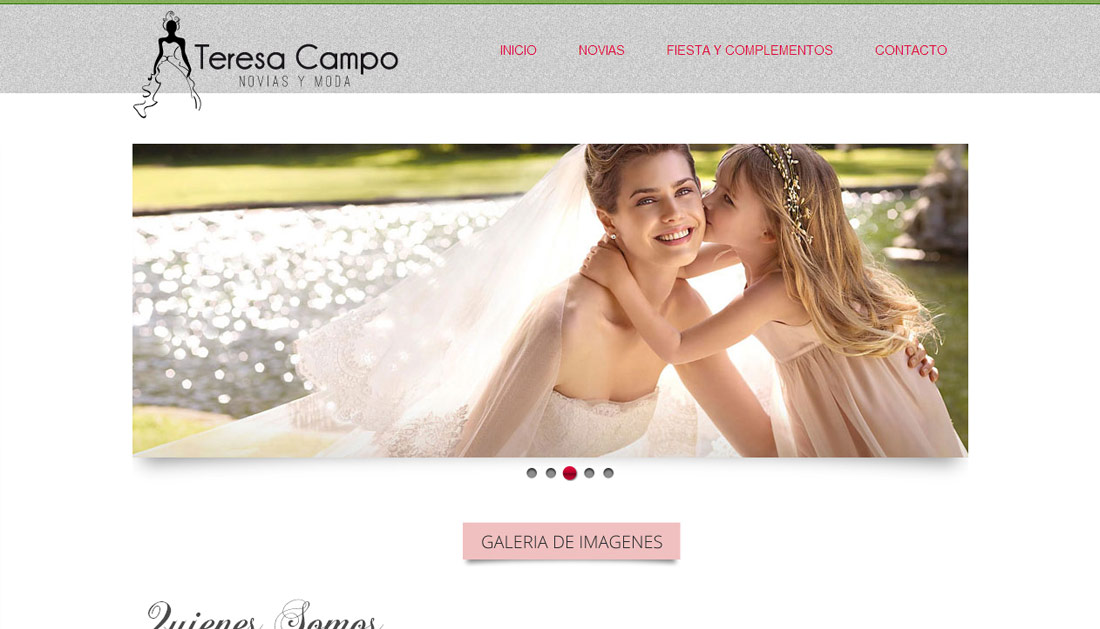 Teresa Campo
NOVIAS Y MODA
INICIO NOVIAS FIESTA Y COMPLEMENTOS CONTACTO
GALERIA DE IMAGENES
Quienes Somos